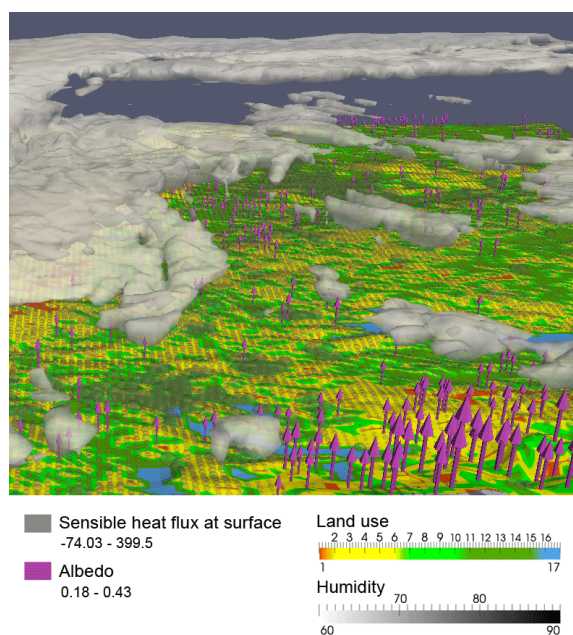 Sensible heat flux at surface
-74.03 - 399.5
Albedo
0.18 - 0.43
Land use
2 3 4 5 6 7 8 9 10 11 12 13 14 15 16
1 17
Humidity
70 80
60 90